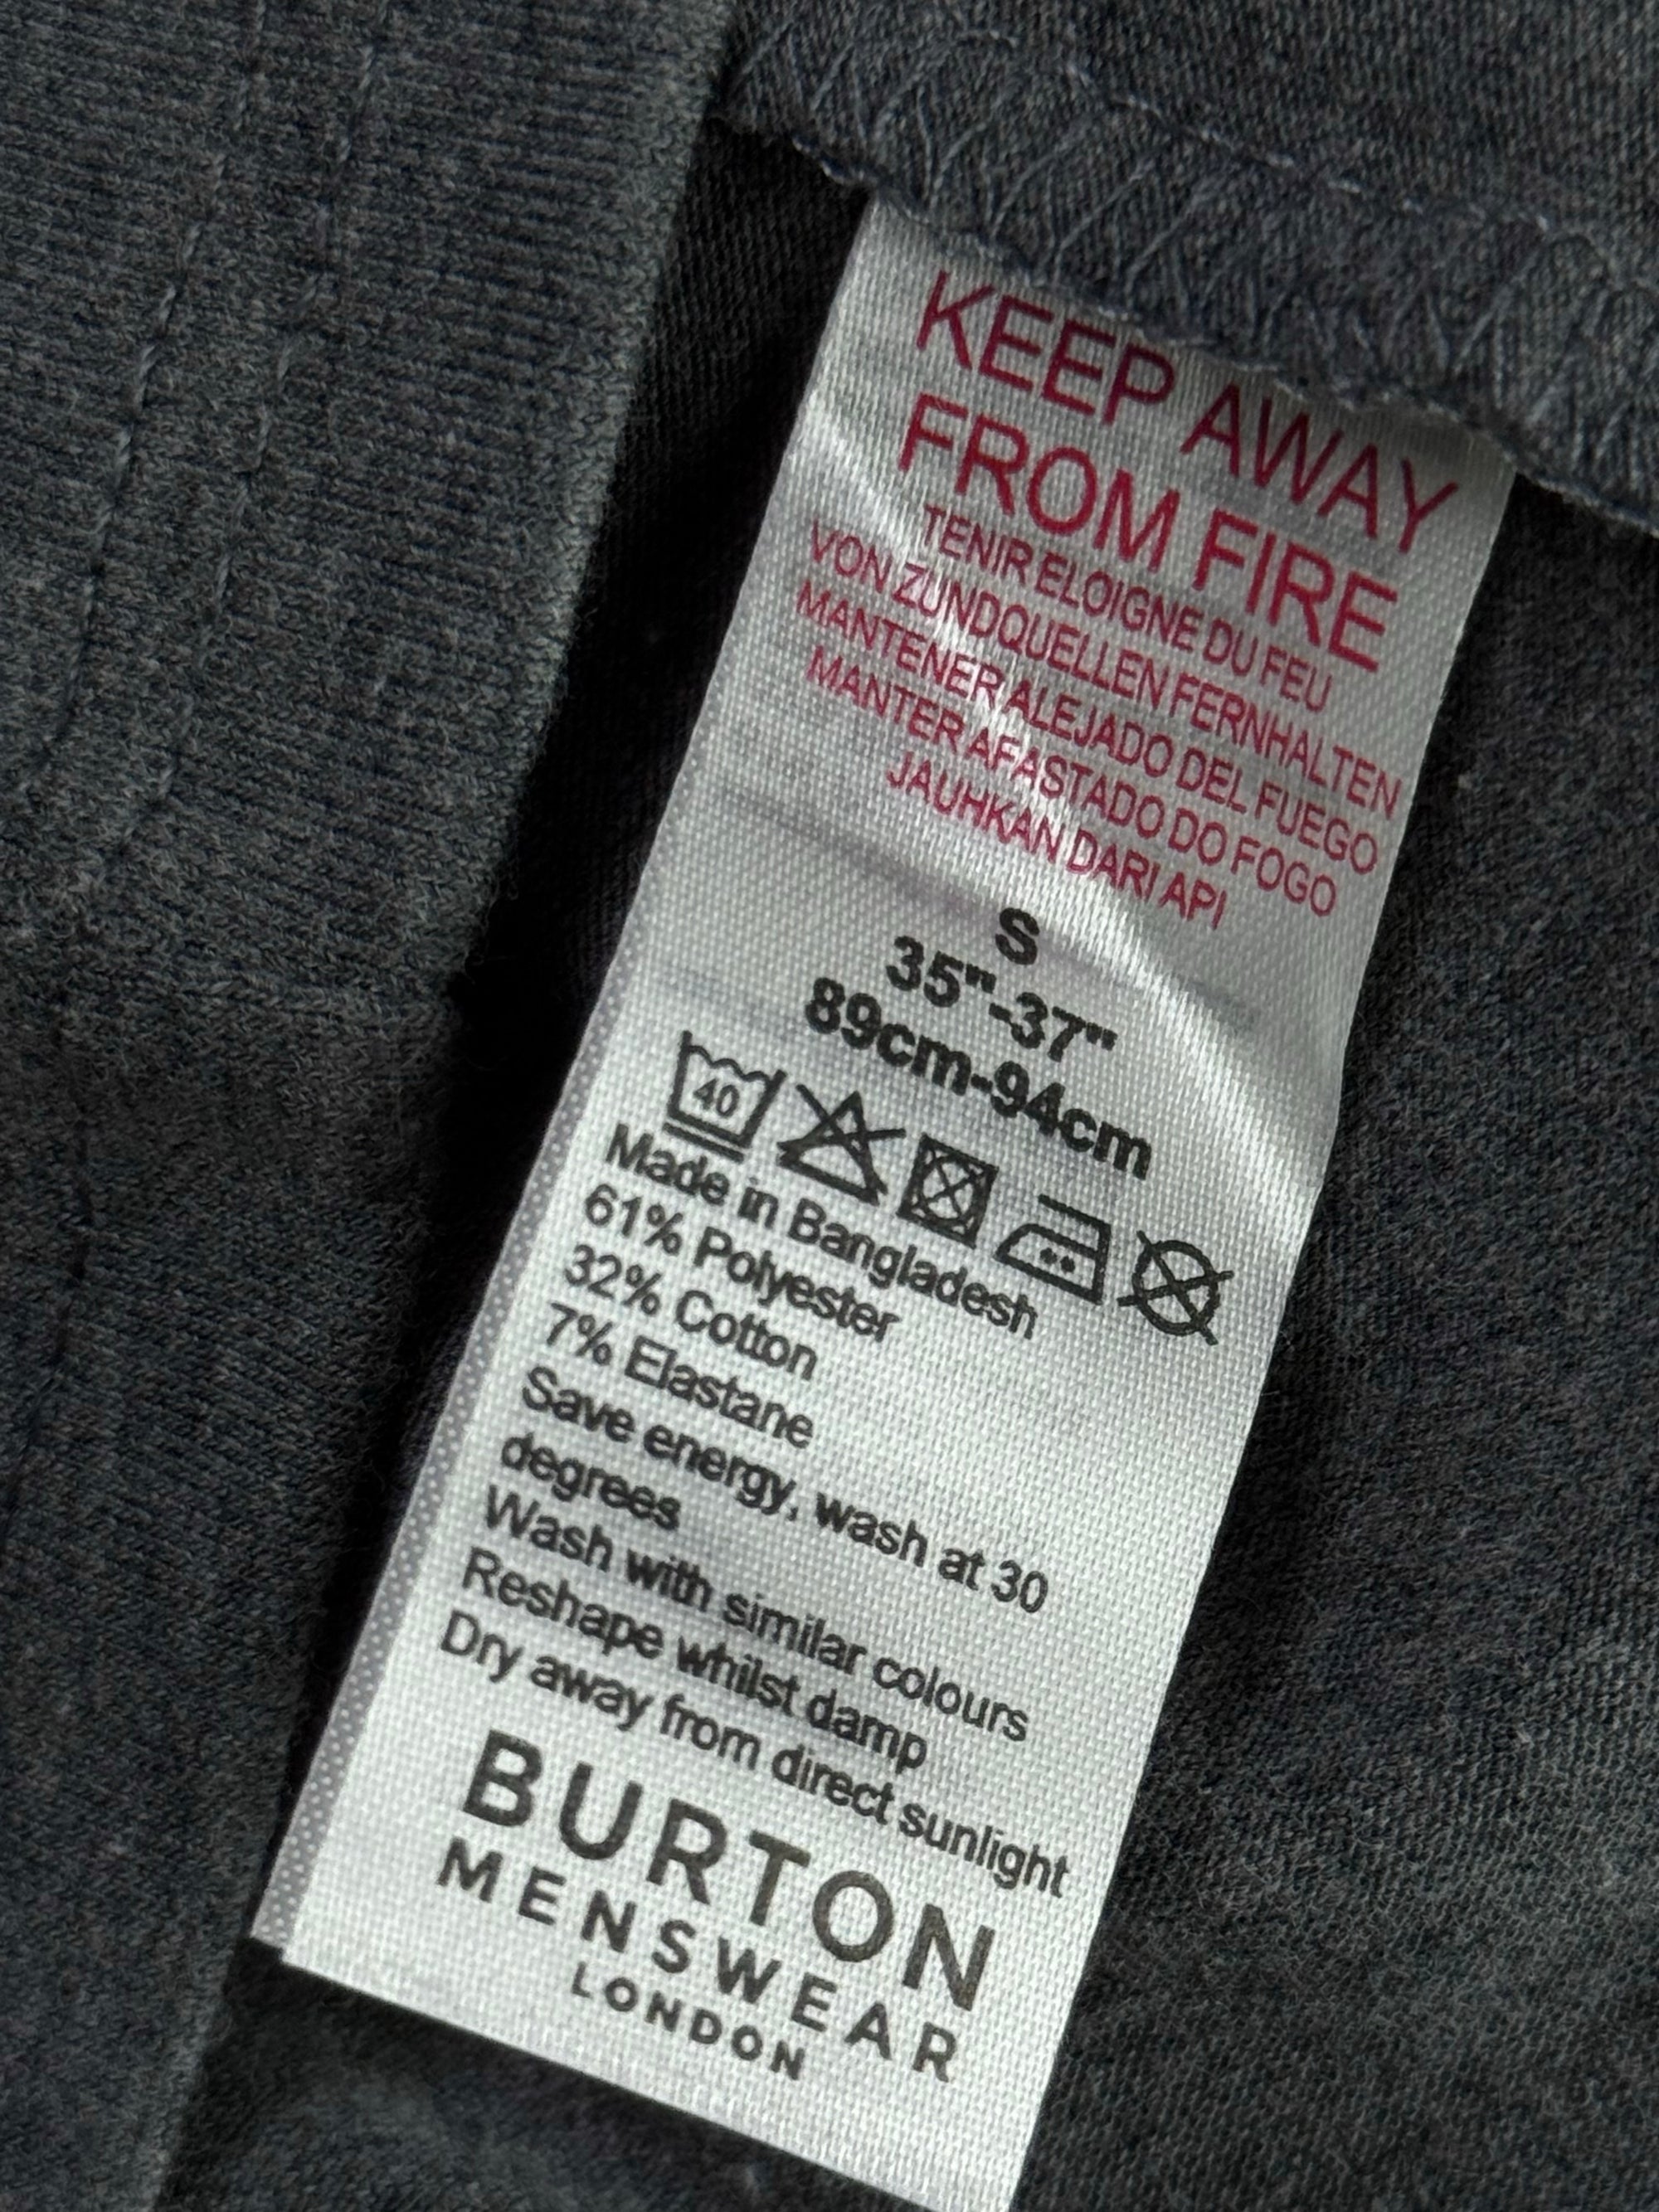 KEEP AWAY
FROM FIRE
TENIR ELOIGNE DU FEU
VON ZÜNDQUELLEN FERNHALTEN
MANTENER ALEJADO DEL FUEGO
MANTER AFASTADO DO FOGO
JAUHKAN DARI API
S
35"-37"
89cm-94cm
40
Made in Bangladesh
61% Polyester
32% Cotton
7% Elastane
Save energy, wash at 30
degrees
Wash with similar colours
Reshape whilst damp
Dry away from direct sunlight
BURTON
MENSWEAR
LONDON